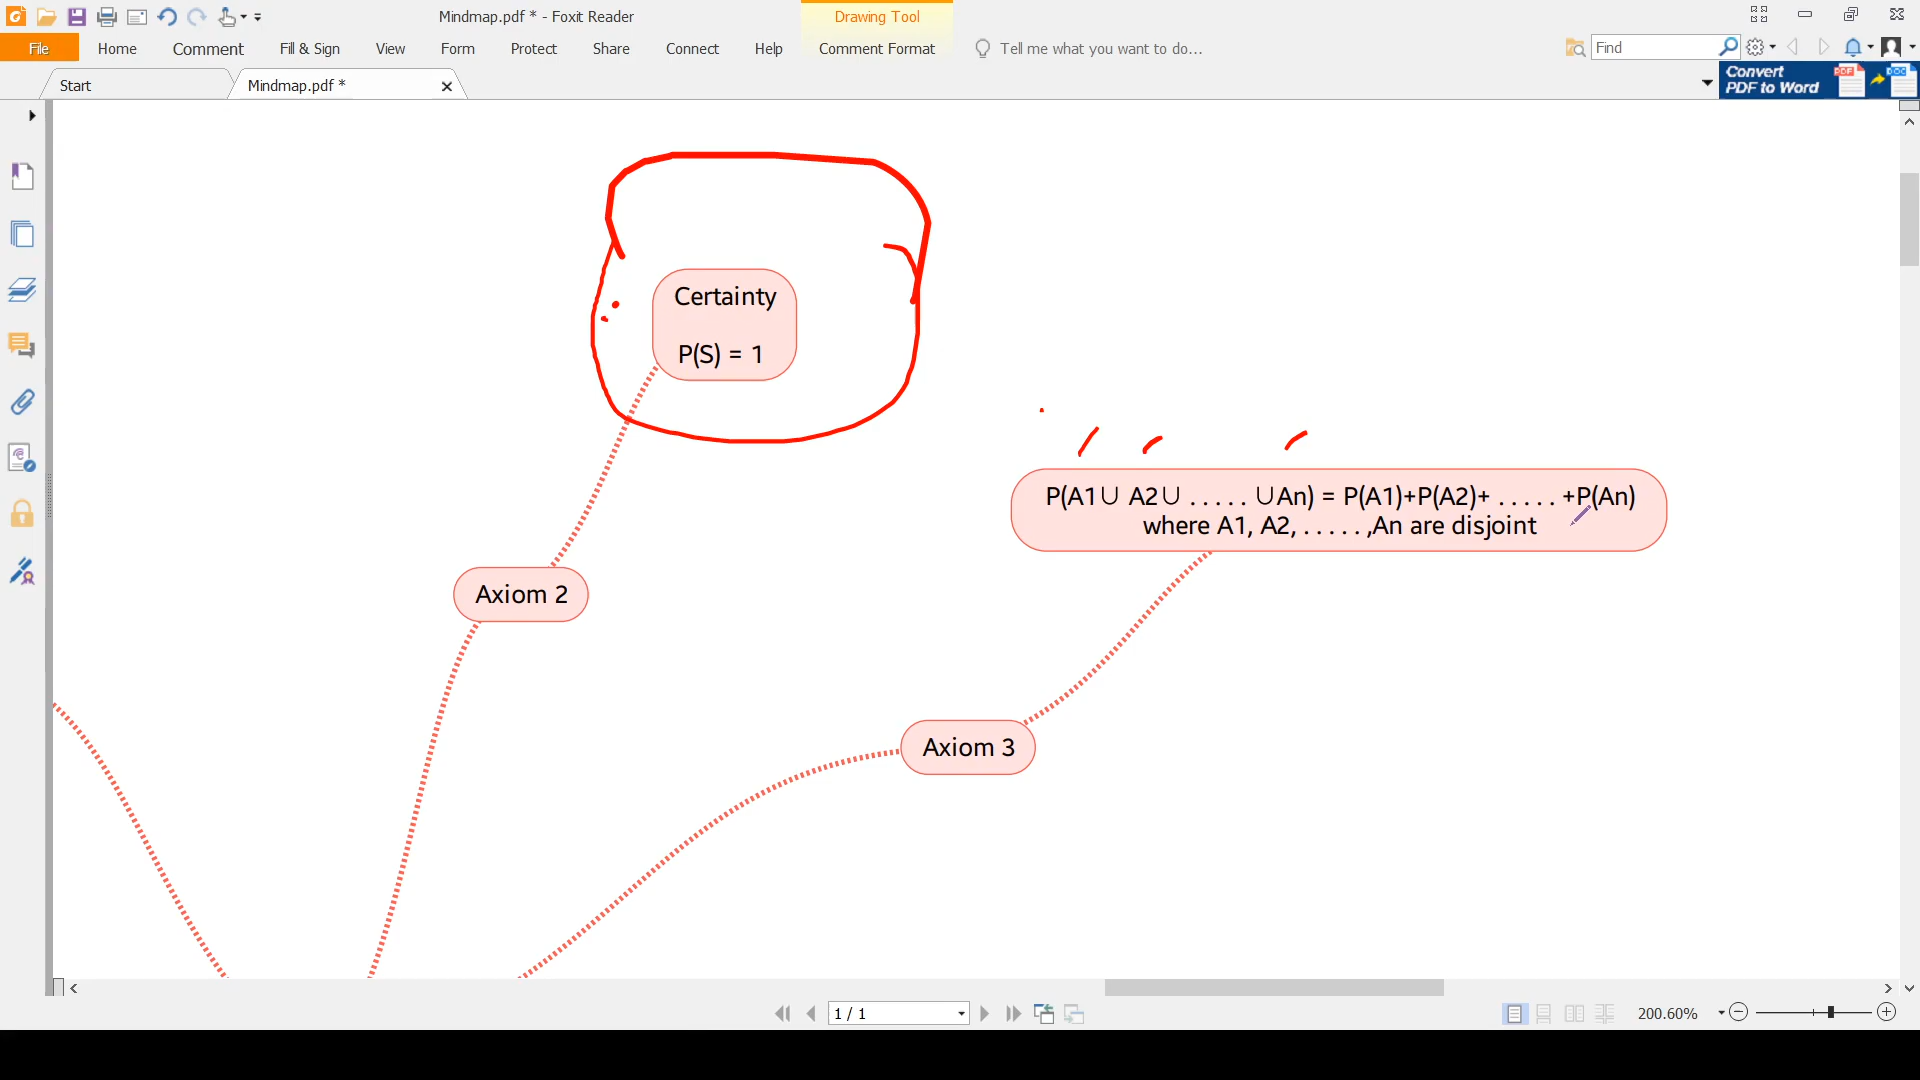 Mindmap.pdf * - Foxit Reader
Drawing Tool
File Home Comment Fill & Sign View Form Protect Share Connect Help Comment Format Tell me what you want to do... Find
Start Mindmap.pdf * Convert
PDF to Word PDF DOC
Certainty
P(S) = 1
P(A1∪ A2∪ . . . . . ∪An) = P(A1)+P(A2)+ . . . . . +P(An)
where A1, A2, . . . . . ,An are disjoint
Axiom 2
Axiom 3
1 / 1 200.60%